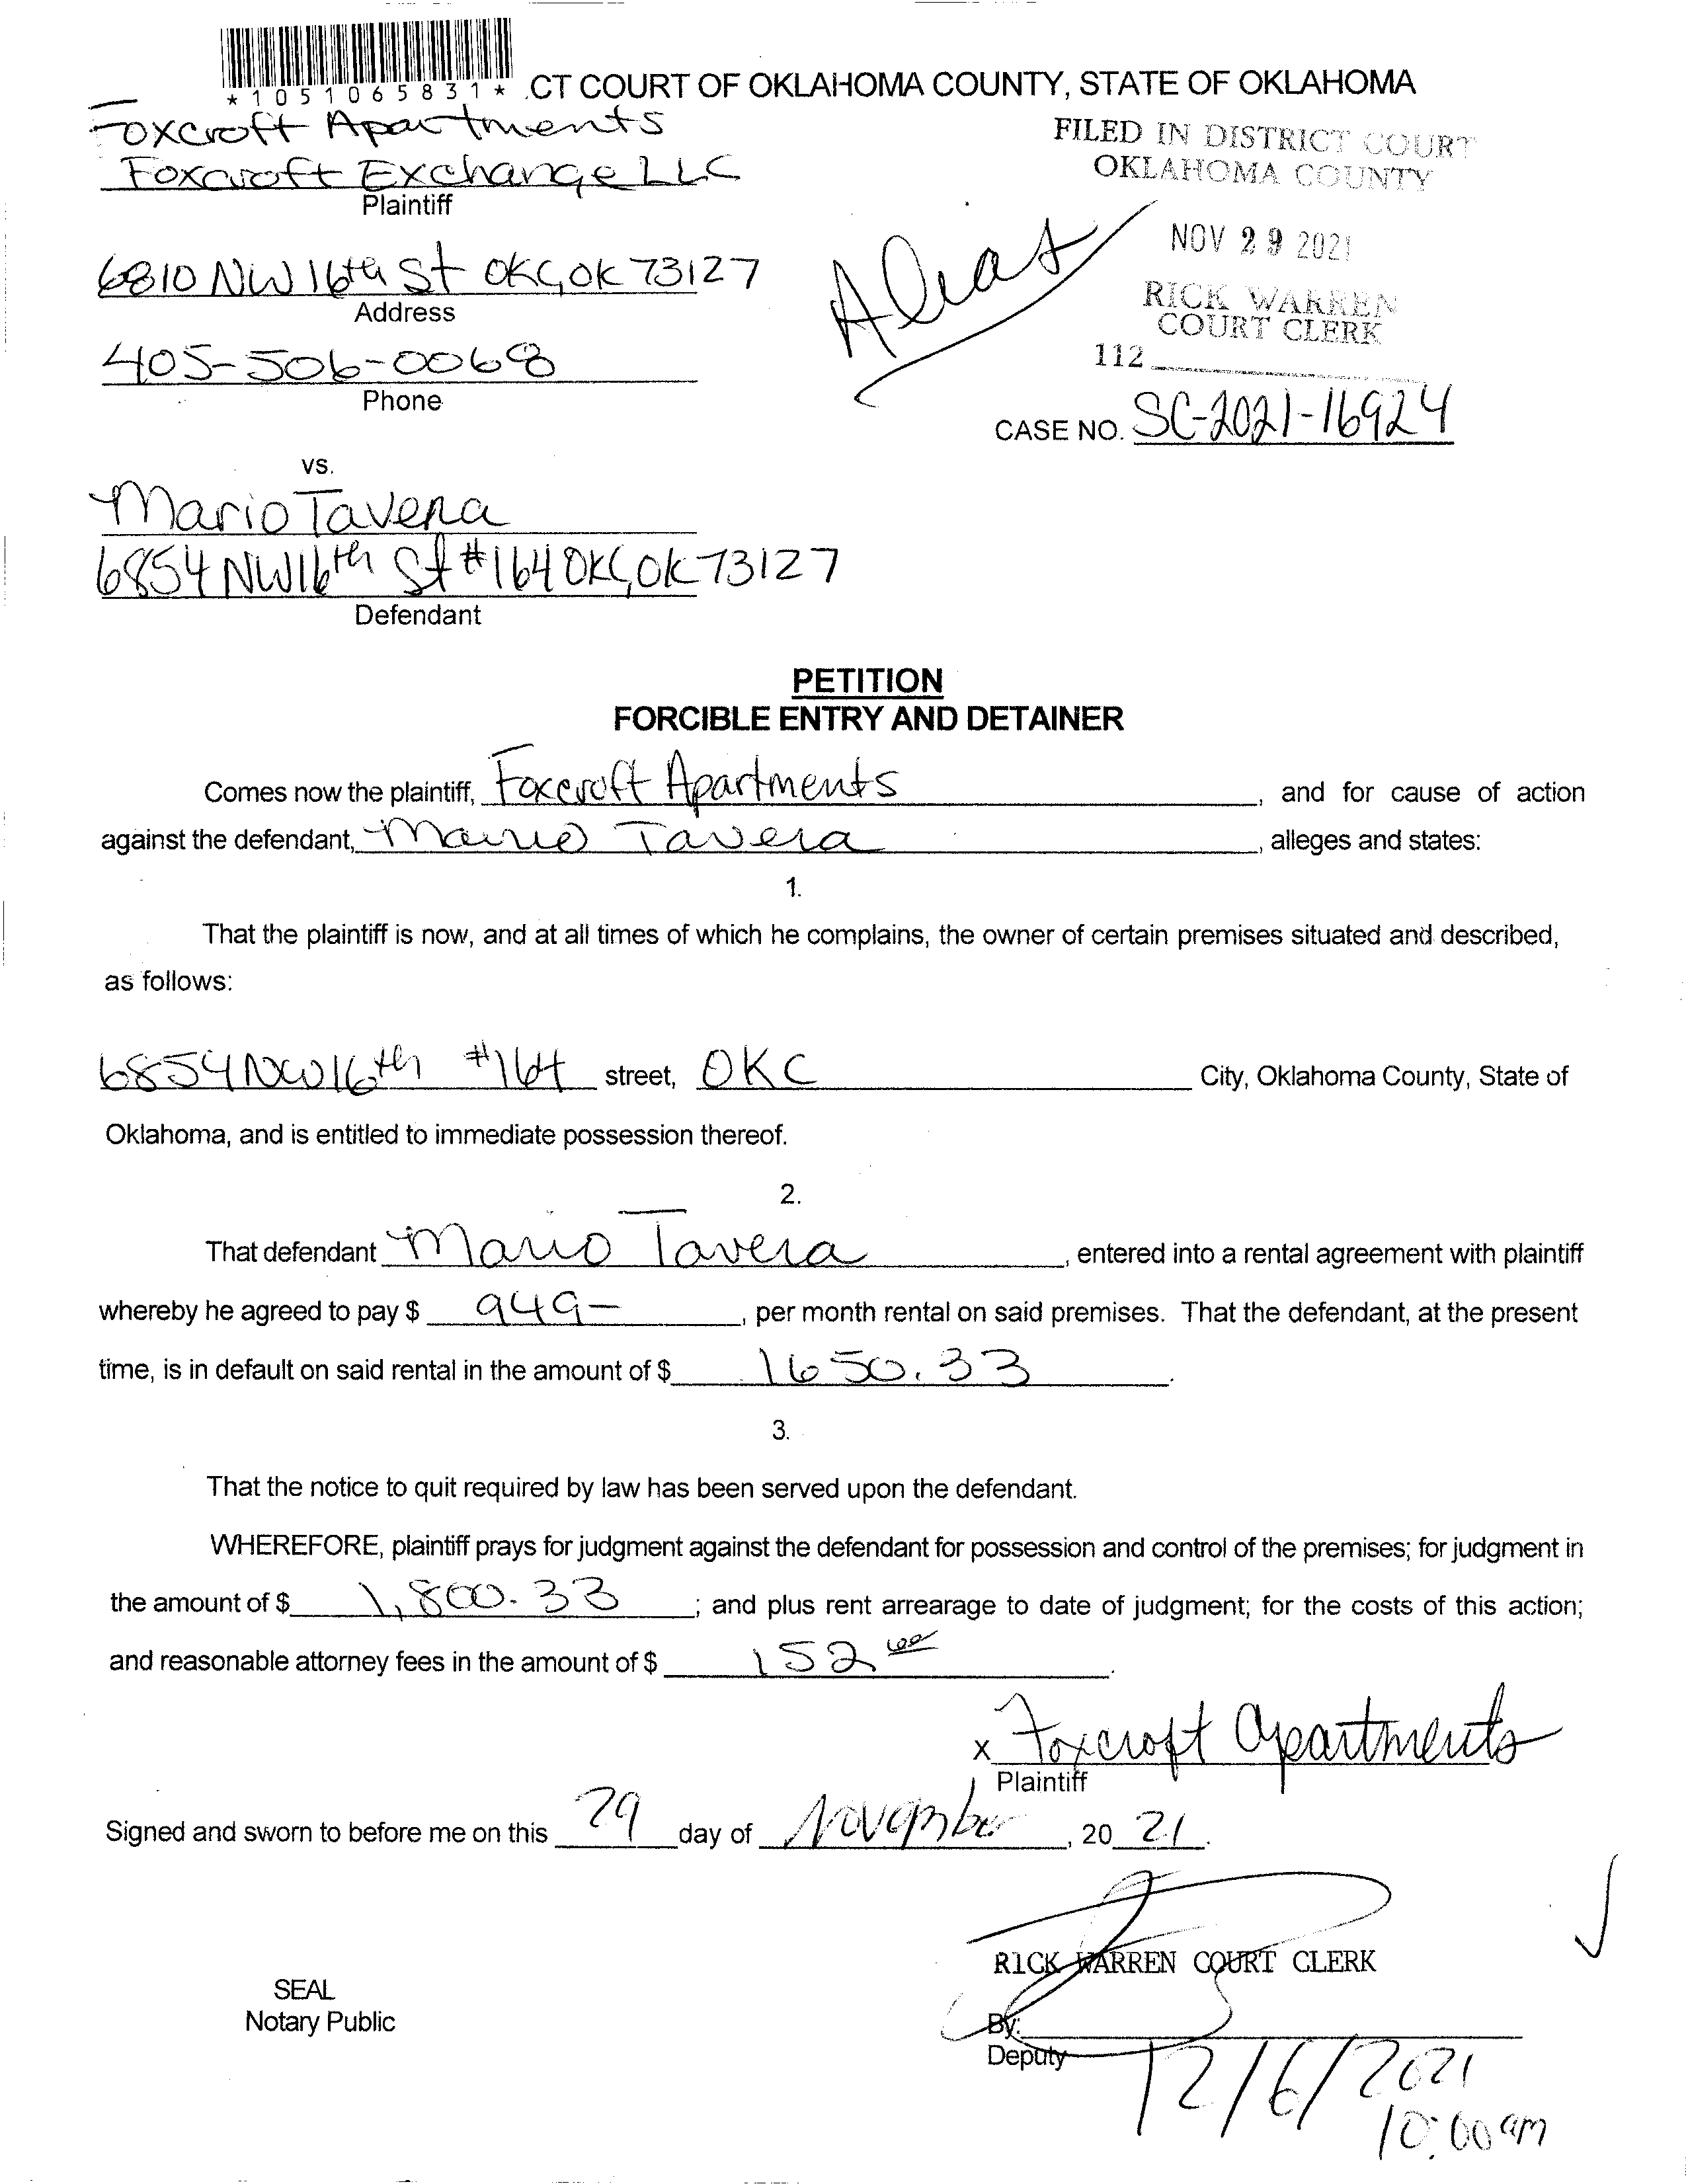 *1051065831*
.CT COURT OF OKLAHOMA COUNTY, STATE OF OKLAHOMA
Foxcroft Apartments
Foxcroft Exchange LLC
Plaintiff
FILED IN DISTRICT COURT
OKLAHOMA COUNTY
NOV 29 2021
RICK WARREN
COURT CLERK
112
6810 NW 16th St OKC, OK 73127
Address
Alias
405-506-0068
Phone
CASE NO. SC-2021-16924
vs.
Mario Tavera
6854 NW 16th St #164 OKC, OK 73127
Defendant
PETITION
FORCIBLE ENTRY AND DETAINER
Comes now the plaintiff, Foxcroft Apartments, and for cause of action
against the defendant, Mario Tavera, alleges and states:
1.
That the plaintiff is now, and at all times of which he complains, the owner of certain premises situated and described,
as follows:
6854 NW 16th #164 street, OKC City, Oklahoma County, State of
Oklahoma, and is entitled to immediate possession thereof.
2.
That defendant Mario Tavera, entered into a rental agreement with plaintiff
whereby he agreed to pay $ 949-, per month rental on said premises. That the defendant, at the present
time, is in default on said rental in the amount of $ 1650.33.
3.
That the notice to quit required by law has been served upon the defendant.
WHEREFORE, plaintiff prays for judgment against the defendant for possession and control of the premises; for judgment in
the amount of $ 1,800.33; and plus rent arrearage to date of judgment; for the costs of this action;
and reasonable attorney fees in the amount of $ 152 00.
x Foxcroft Apartments
Plaintiff
Signed and sworn to before me on this 29 day of November, 20 21.
RICK WARREN COURT CLERK
SEAL
Notary Public
By:
Deputy
12/6/2021
10:00 am